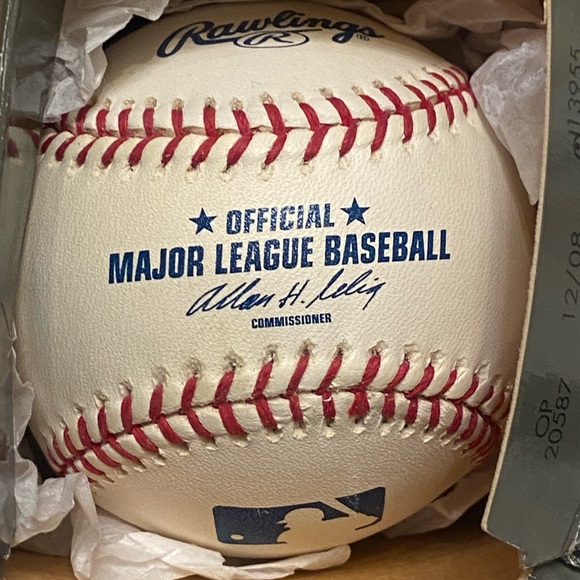 Rawlings
R
OFFICIAL
MAJOR LEAGUE BASEBALL
Allan H. Selig
COMMISSIONER
12/08
OP
20587